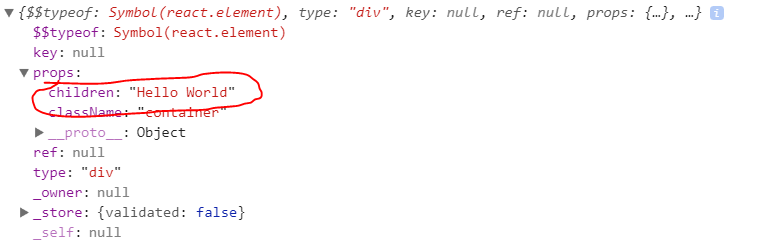 {$$typeof: Symbol(react.element), type: "div", key: null, ref: null, props: {…}, …} i
$$typeof: Symbol(react.element)
key: null
props:
children: "Hello World"
className: "container"
__proto__: Object
ref: null
type: "div"
_owner: null
_store: {validated: false}
_self: null